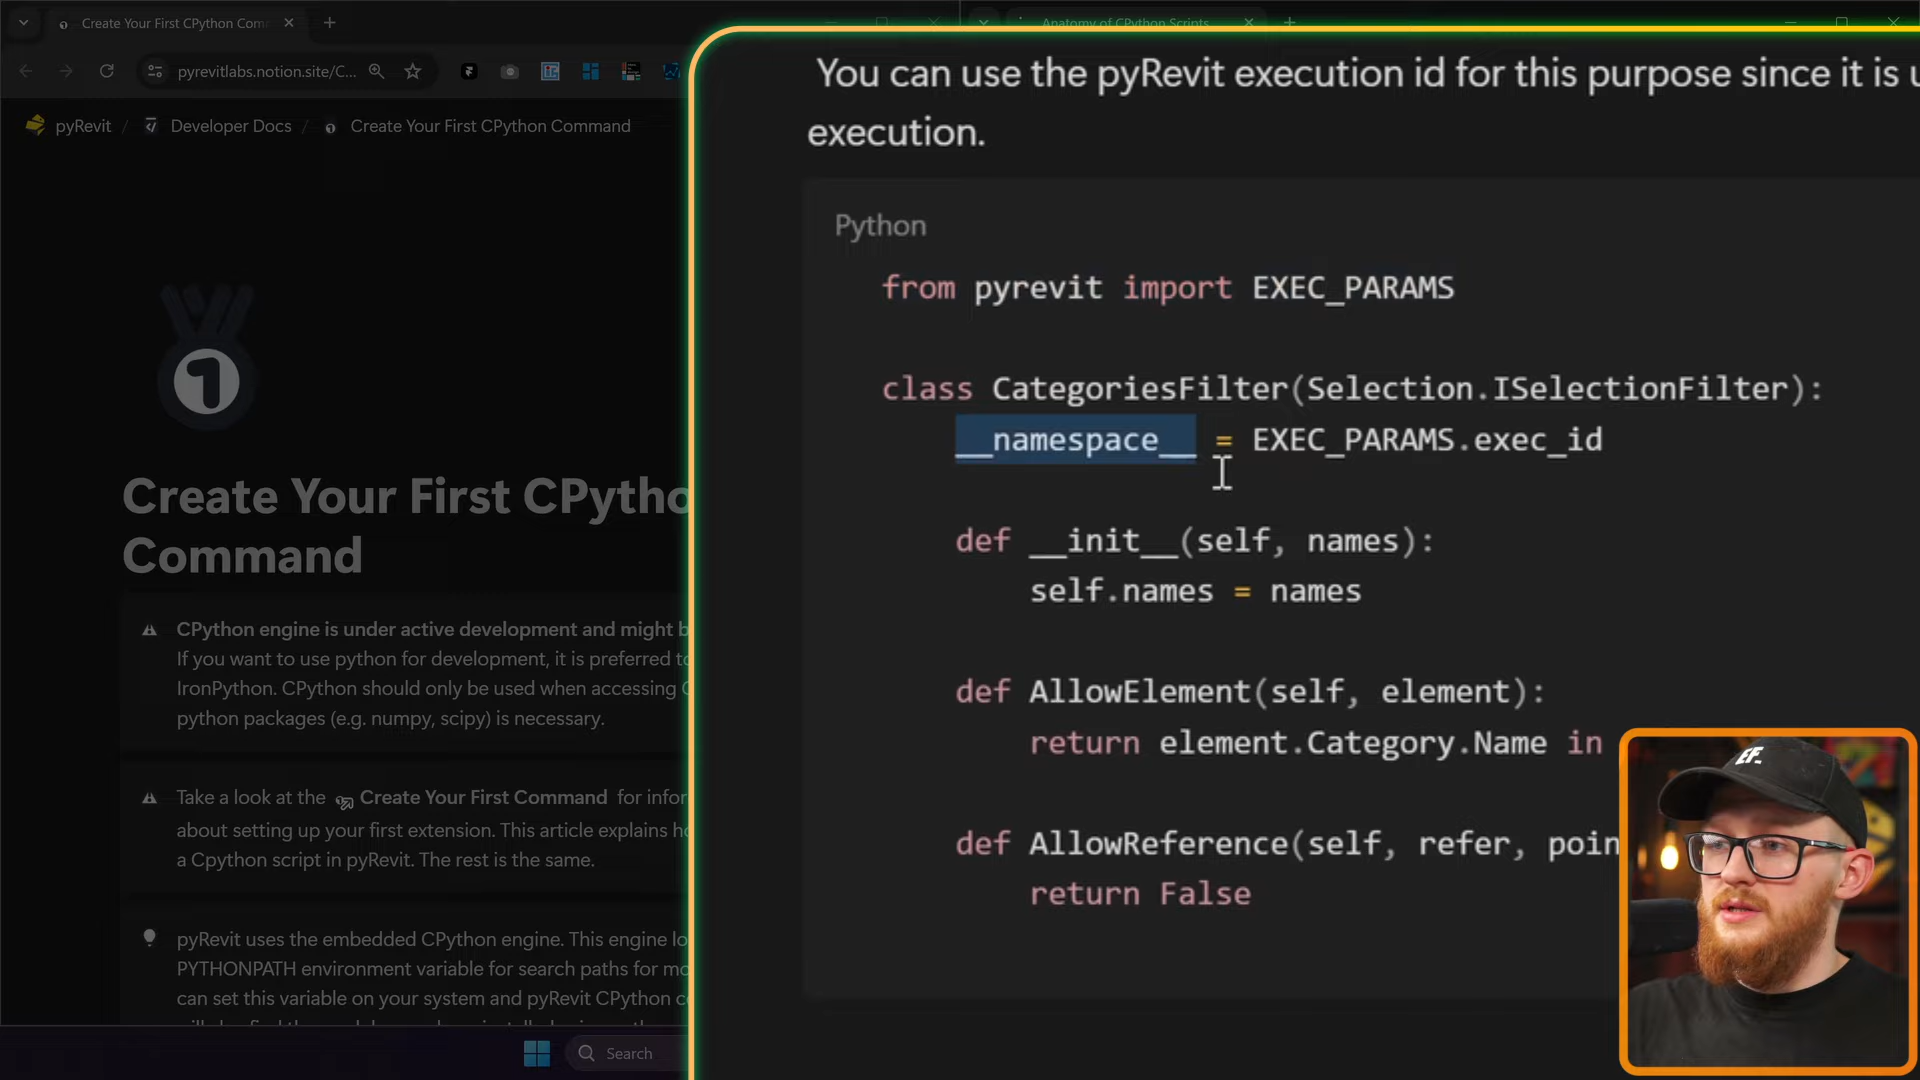 Create Your First CPython Com
Anatomy of CPython Scripts
pyrevitlabs.notion.site/C...
pyRevit / Developer Docs / Create Your First CPython Command
Create Your First CPytho
Command
CPython engine is under active development and might b
If you want to use python for development, it is preferred to
IronPython. CPython should only be used when accessing C
python packages (e.g. numpy, scipy) is necessary.
Take a look at the Create Your First Command for infor
about setting up your first extension. This article explains ho
a Cpython script in pyRevit. The rest is the same.
pyRevit uses the embedded CPython engine. This engine lo
PYTHONPATH environment variable for search paths for mo
can set this variable on your system and pyRevit CPython c
Search
You can use the pyRevit execution id for this purpose since it is u
execution.
Python
from pyrevit import EXEC_PARAMS
class CategoriesFilter(Selection.ISelectionFilter):
__namespace__ = EXEC_PARAMS.exec_id
def __init__(self, names):
self.names = names
def AllowElement(self, element):
return element.Category.Name in
def AllowReference(self, refer, poin
return False
EF_